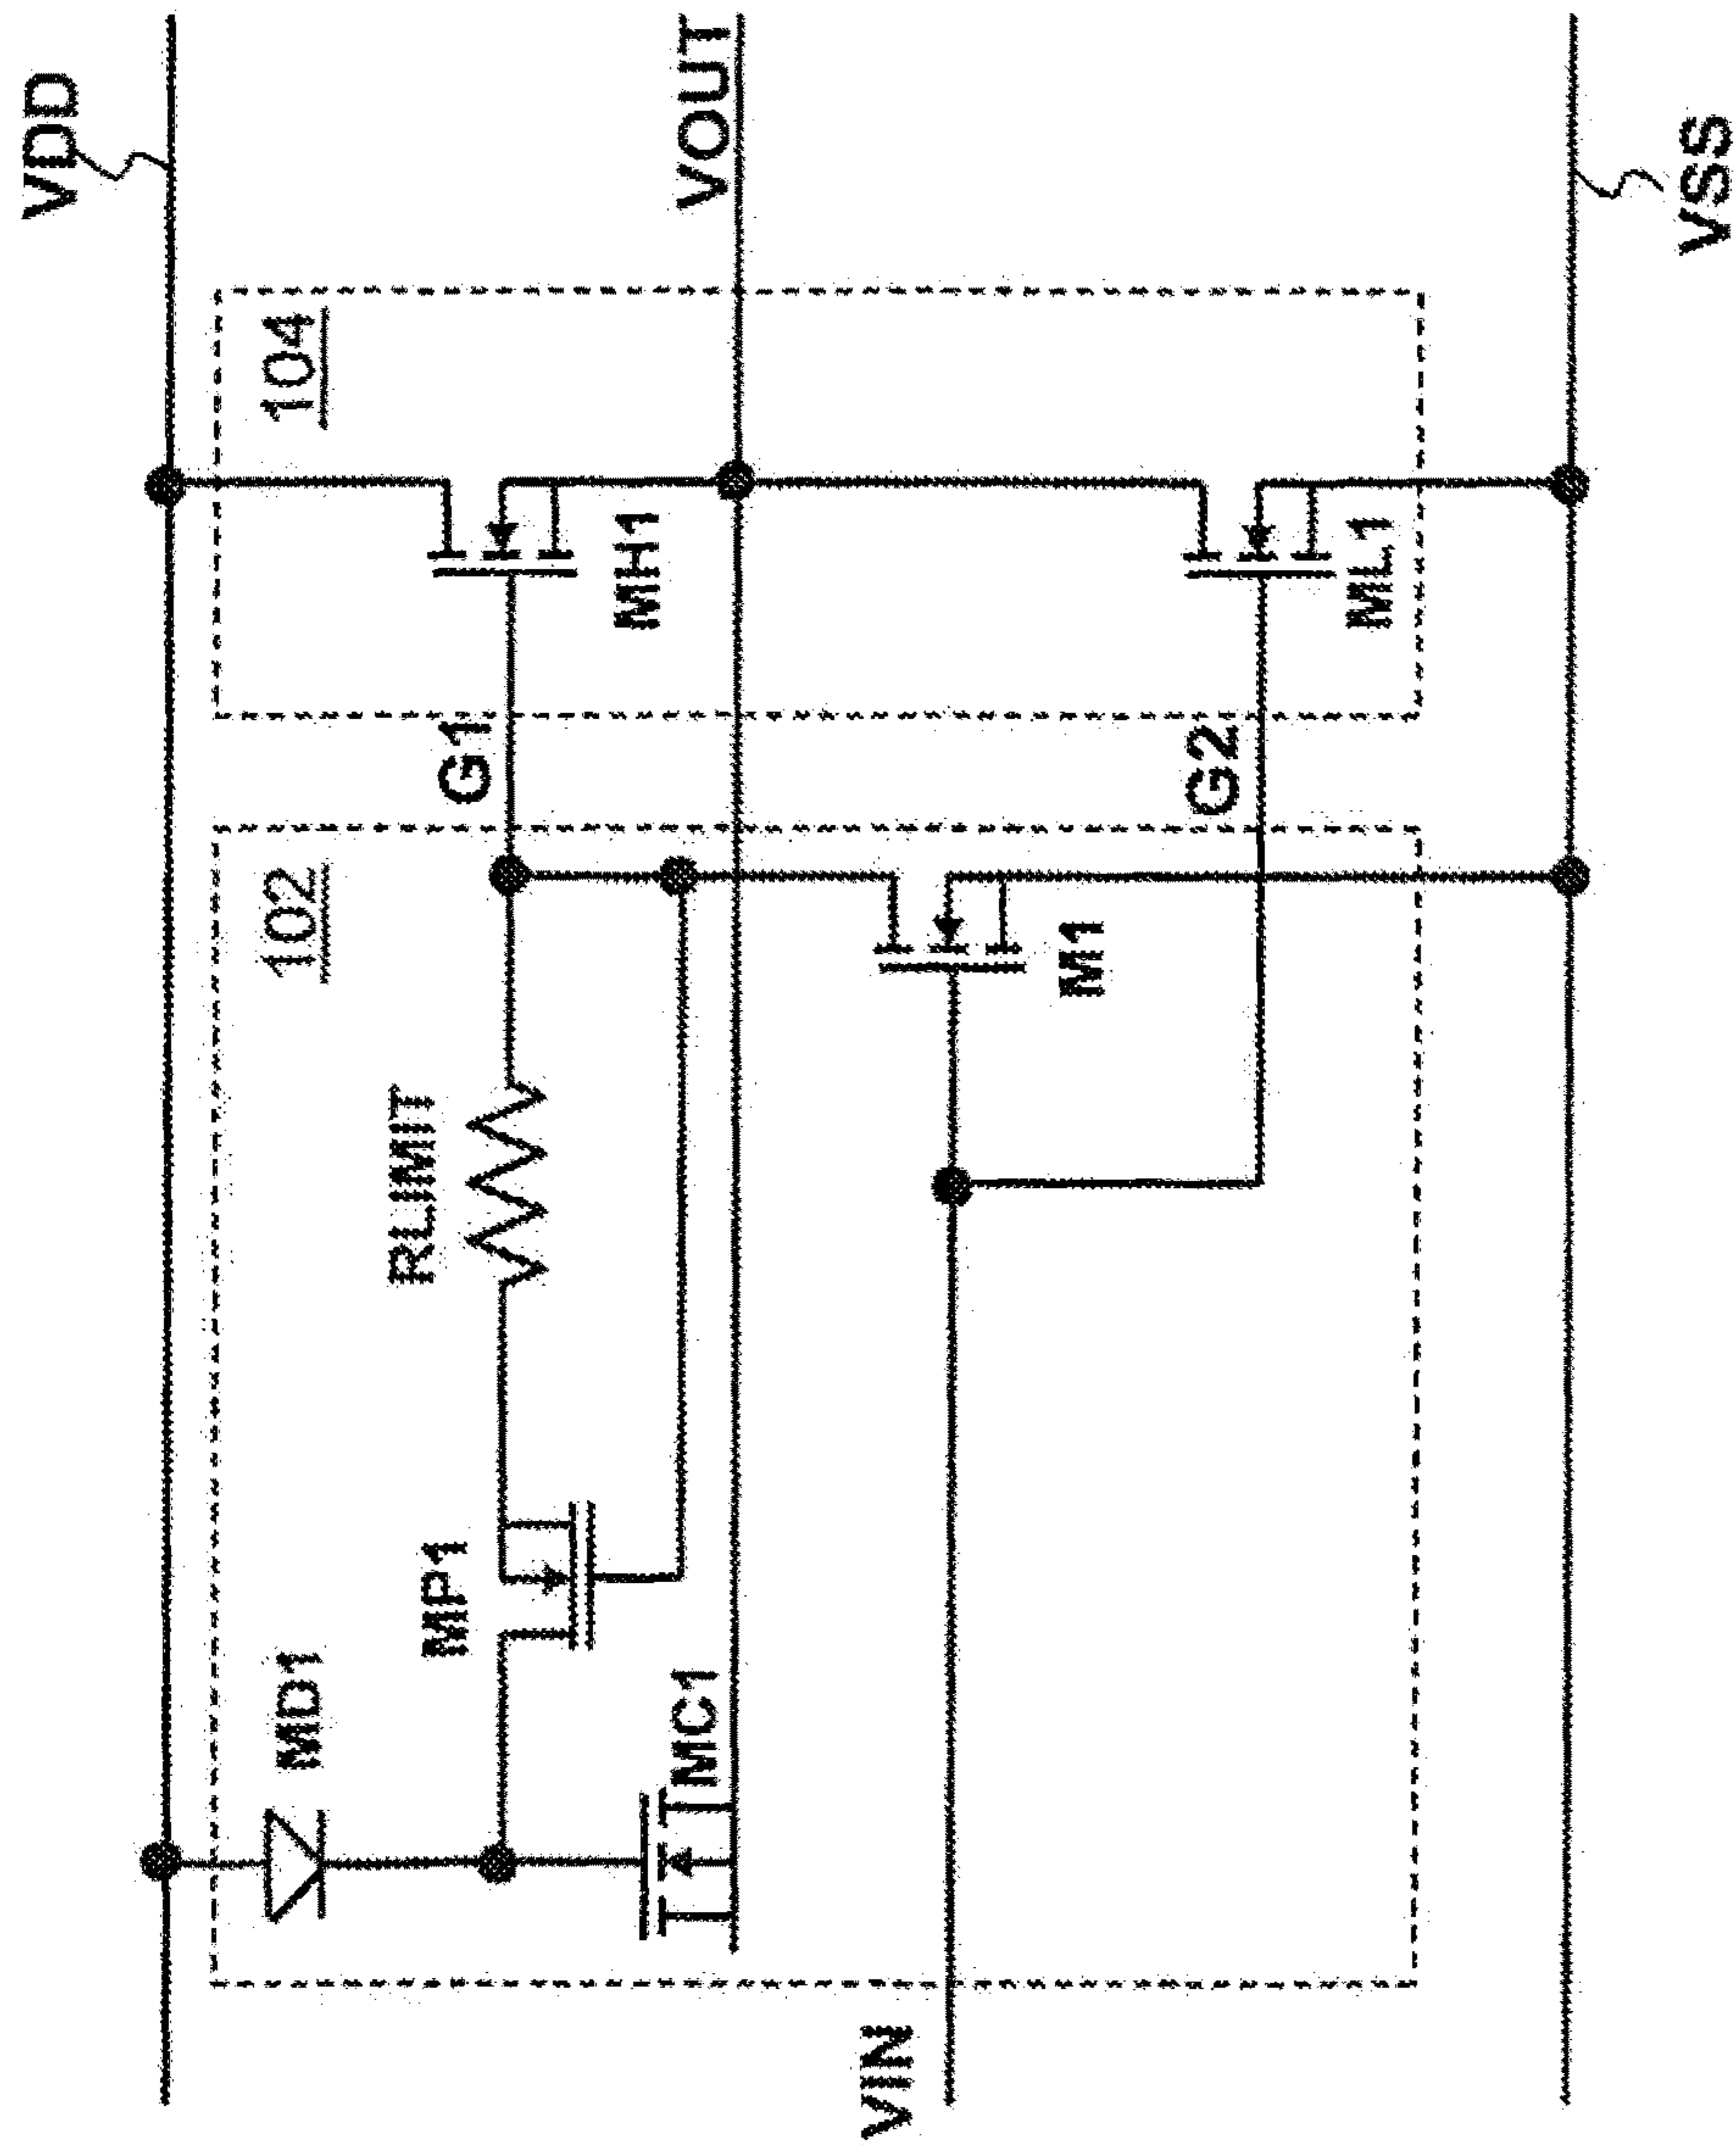 VDD
104
VOUT
MH1
G1
102
RLIMIT
MP1
MD1
MC1
M1
G2
ML1
VSS
VIN